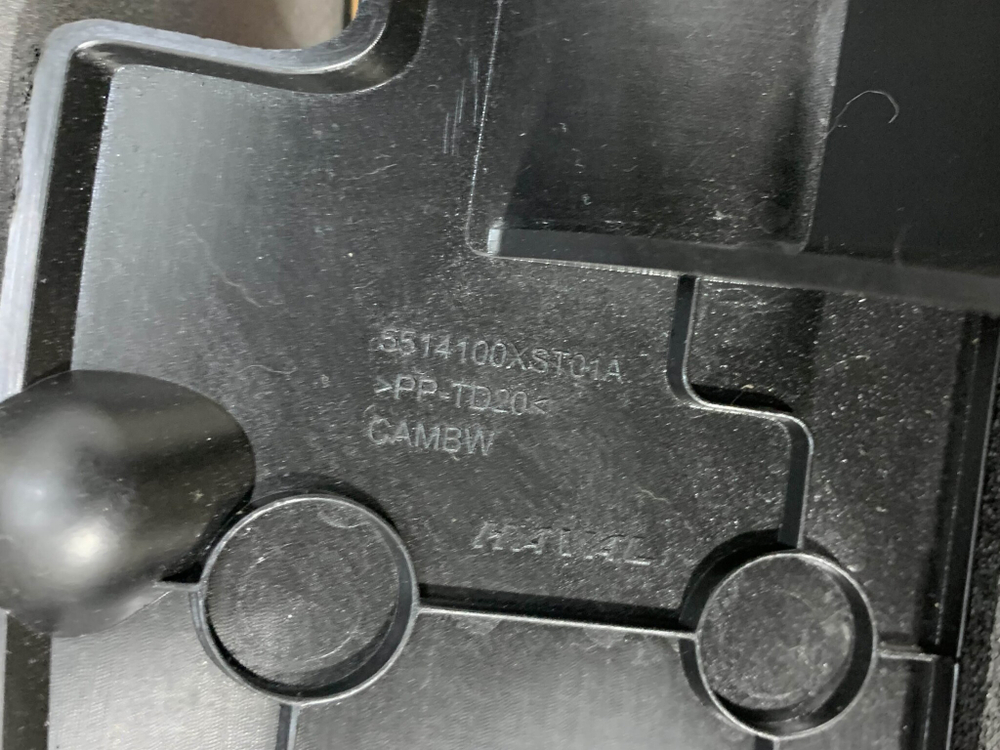 5514100XST01A
>PP-TD20<
CAMBW
HAVAL